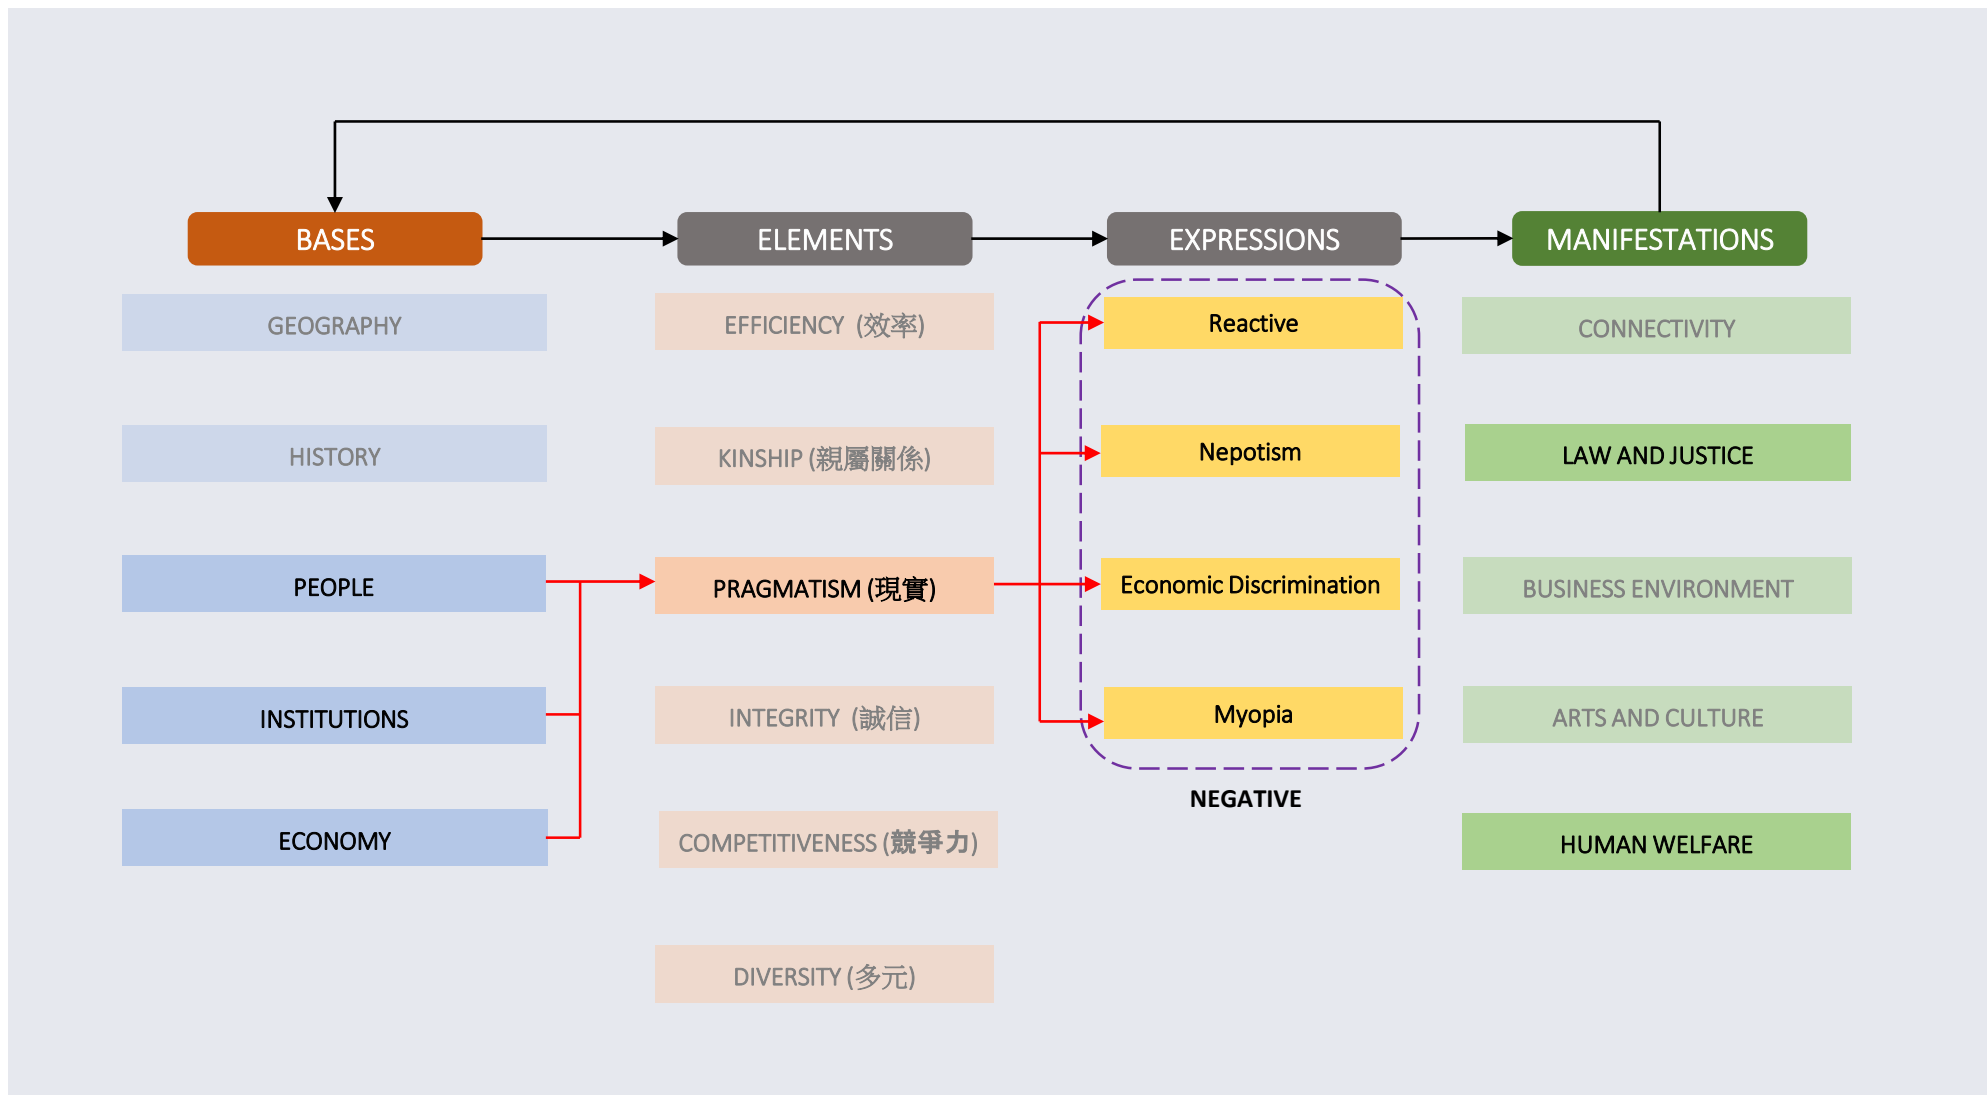 BASES
ELEMENTS
EXPRESSIONS
MANIFESTATIONS
GEOGRAPHY
EFFICIENCY (效率)
Reactive
CONNECTIVITY
HISTORY
KINSHIP (親屬關係)
Nepotism
LAW AND JUSTICE
PEOPLE
PRAGMATISM (現實)
Economic Discrimination
BUSINESS ENVIRONMENT
INSTITUTIONS
INTEGRITY (誠信)
Myopia
ARTS AND CULTURE
NEGATIVE
ECONOMY
COMPETITIVENESS (競爭力)
HUMAN WELFARE
DIVERSITY (多元)